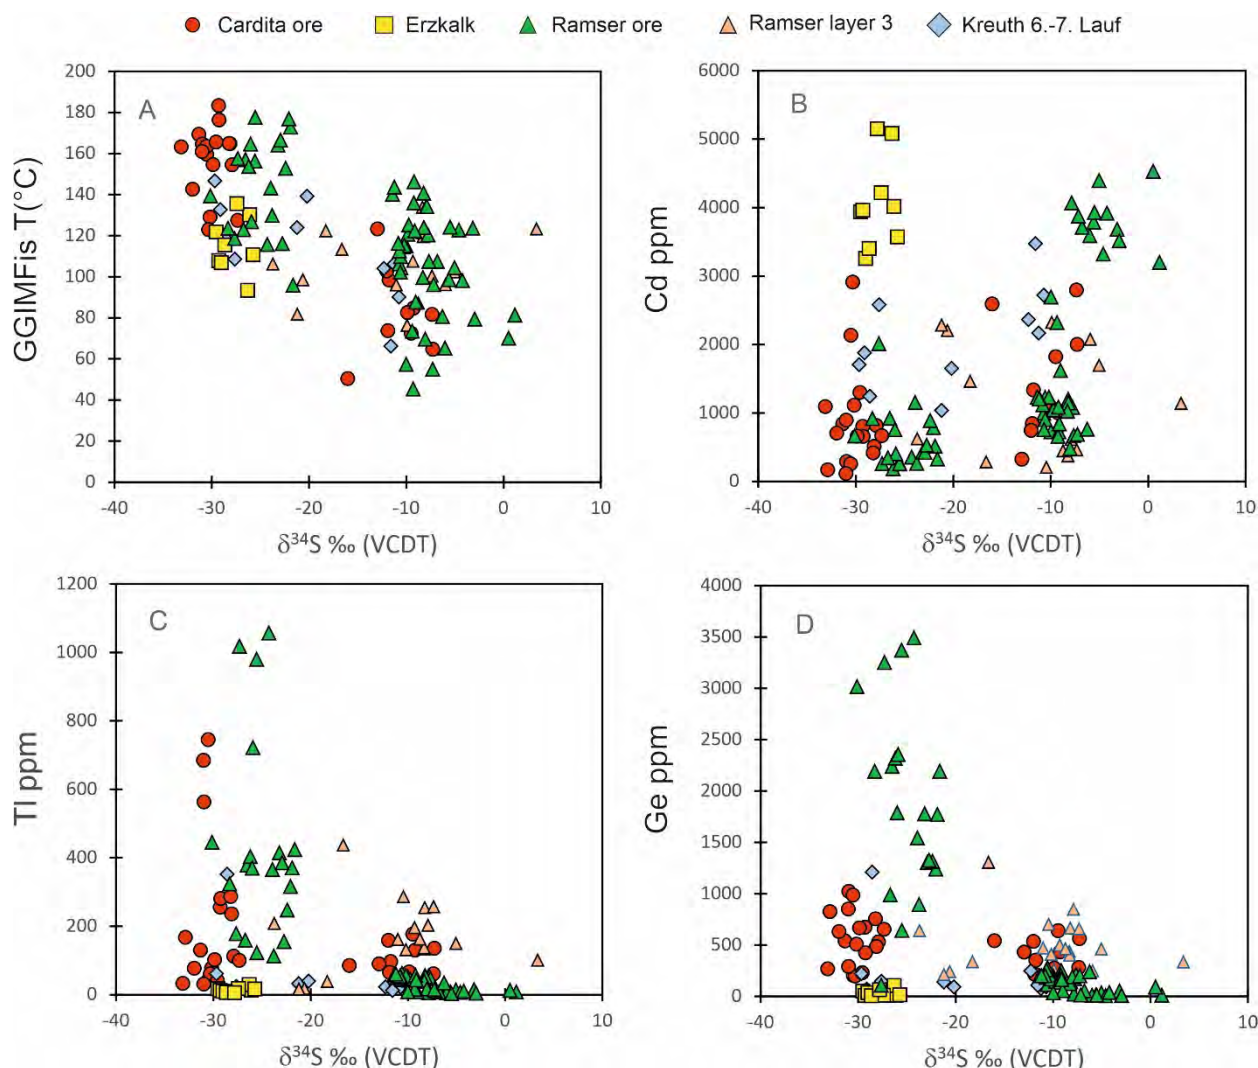 Cardita ore Erzkalk Ramser ore Ramser layer 3 Kreuth 6.-7. Lauf
200
180
160
140
120
100
80
60
40
20
0
GGIMFis T(°C)
A
-40 -30 -20 -10 0 10
δ³⁴S ‰ (VCDT)
6000
5000
4000
3000
2000
1000
0
Cd ppm
B
-40 -30 -20 -10 0 10
δ³⁴S ‰ (VCDT)
1200
1000
800
600
400
200
0
Tl ppm
C
-40 -30 -20 -10 0 10
δ³⁴S ‰ (VCDT)
4000
3500
3000
2500
2000
1500
1000
500
0
Ge ppm
D
-40 -30 -20 -10 0 10
δ³⁴S ‰ (VCDT)